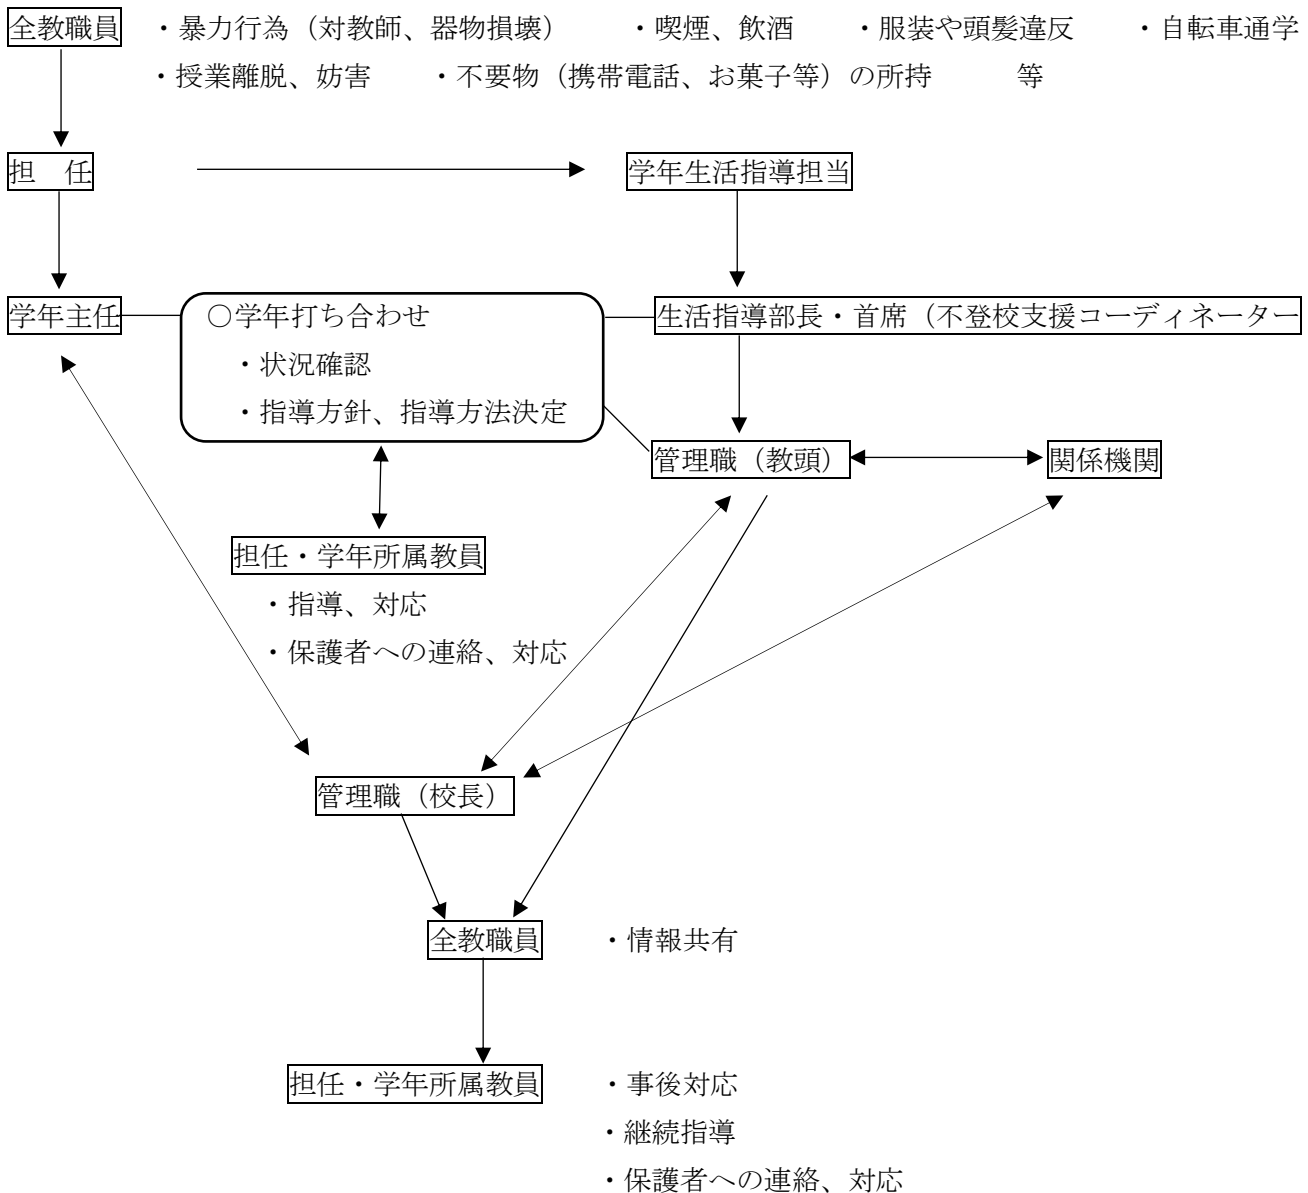 全教職員　・暴力行為（対教師、器物損壊）　・喫煙、飲酒　・服装や頭髪違反　・自転車通学
・授業離脱、妨害　・不要物（携帯電話、お菓子等）の所持　等
担　任　学年生活指導担当
学年主任　○学年打ち合わせ　生活指導部長・首席（不登校支援コーディネーター
・状況確認
・指導方針、指導方法決定
管理職（教頭）　関係機関
担任・学年所属教員
・指導、対応
・保護者への連絡、対応
管理職（校長）
全教職員　・情報共有
担任・学年所属教員　・事後対応
・継続指導
・保護者への連絡、対応